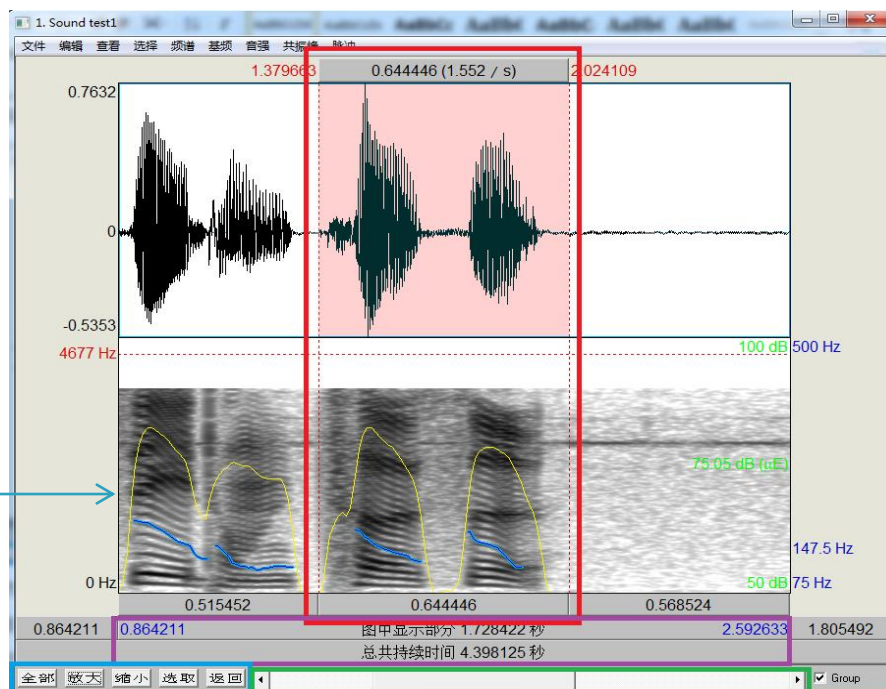 1. Sound test1
文件 编辑 查看 选择 频谱 基频 音强 共振峰 脉冲
1.379663 0.644446 (1.552 / s) 2.024109
0.7632
0
-0.5353
4677 Hz 100 dB 500 Hz
75.05 dB (µE)
147.5 Hz
0 Hz 50 dB 75 Hz
0.515452 0.644446 0.568524
0.864211 0.864211 图中显示部分 1.728422 秒 2.592633 1.805492
总共持续时间 4.398125 秒
全部 放大 缩小 选取 返回 Group